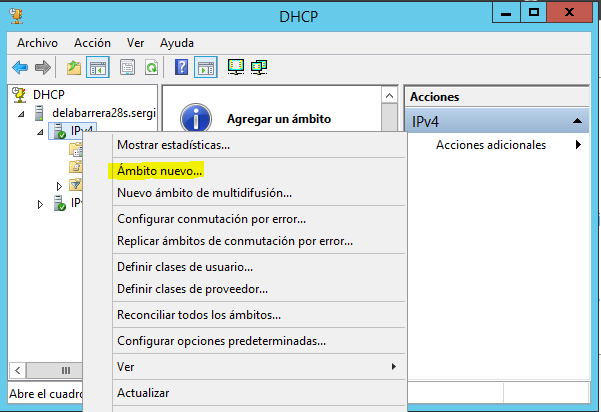 DHCP
Archivo Acción Ver Ayuda
DHCP
delabarrera28s.sergi
IPv4
Agregar un ámbito
Acciones
IPv4
Acciones adicionales
Mostrar estadísticas...
Ámbito nuevo...
Nuevo ámbito de multidifusión...
Configurar conmutación por error...
Replicar ámbitos de conmutación por error...
Definir clases de usuario...
Definir clases de proveedor...
Reconciliar todos los ámbitos...
Configurar opciones predeterminadas...
Ver
Actualizar
Abre el cuadro